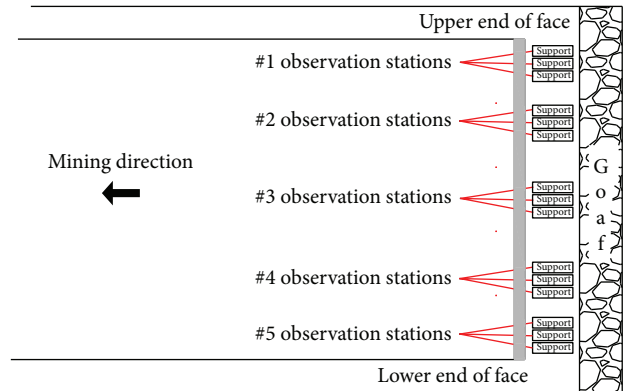 Upper end of face
#1 observation stations
Support
Support
Support
#2 observation stations
Support
Support
Support
Mining direction
#3 observation stations
Support
Support
Support
Goaf
#4 observation stations
Support
Support
Support
#5 observation stations
Support
Support
Support
Lower end of face